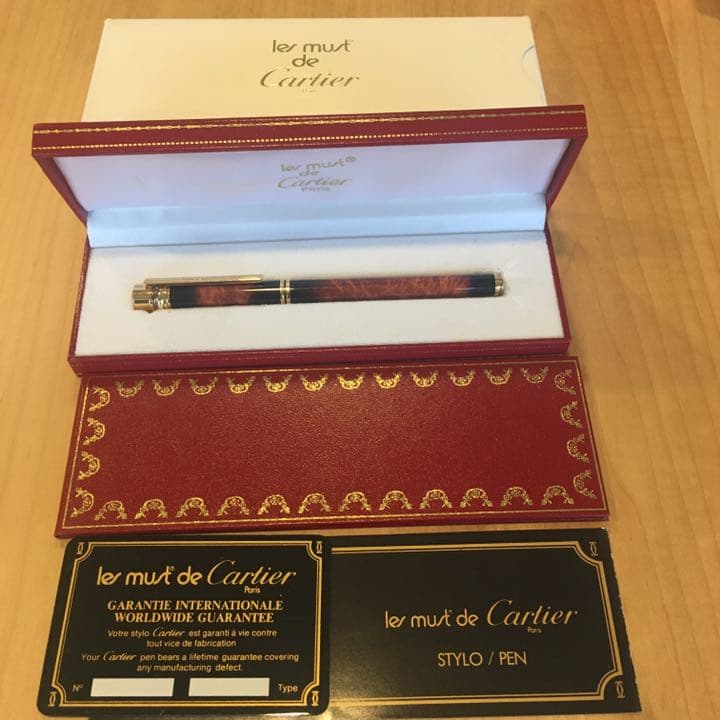 les must
de
Cartier
les must®
de
Cartier
Paris
les must® de Cartier
Paris
GARANTIE INTERNATIONALE
WORLDWIDE GUARANTEE
Votre stylo Cartier est garanti à vie contre
tout vice de fabrication
Your Cartier pen bears a lifetime guarantee covering
any manufacturing defect.
N° Type
les must de Cartier
Paris
STYLO / PEN